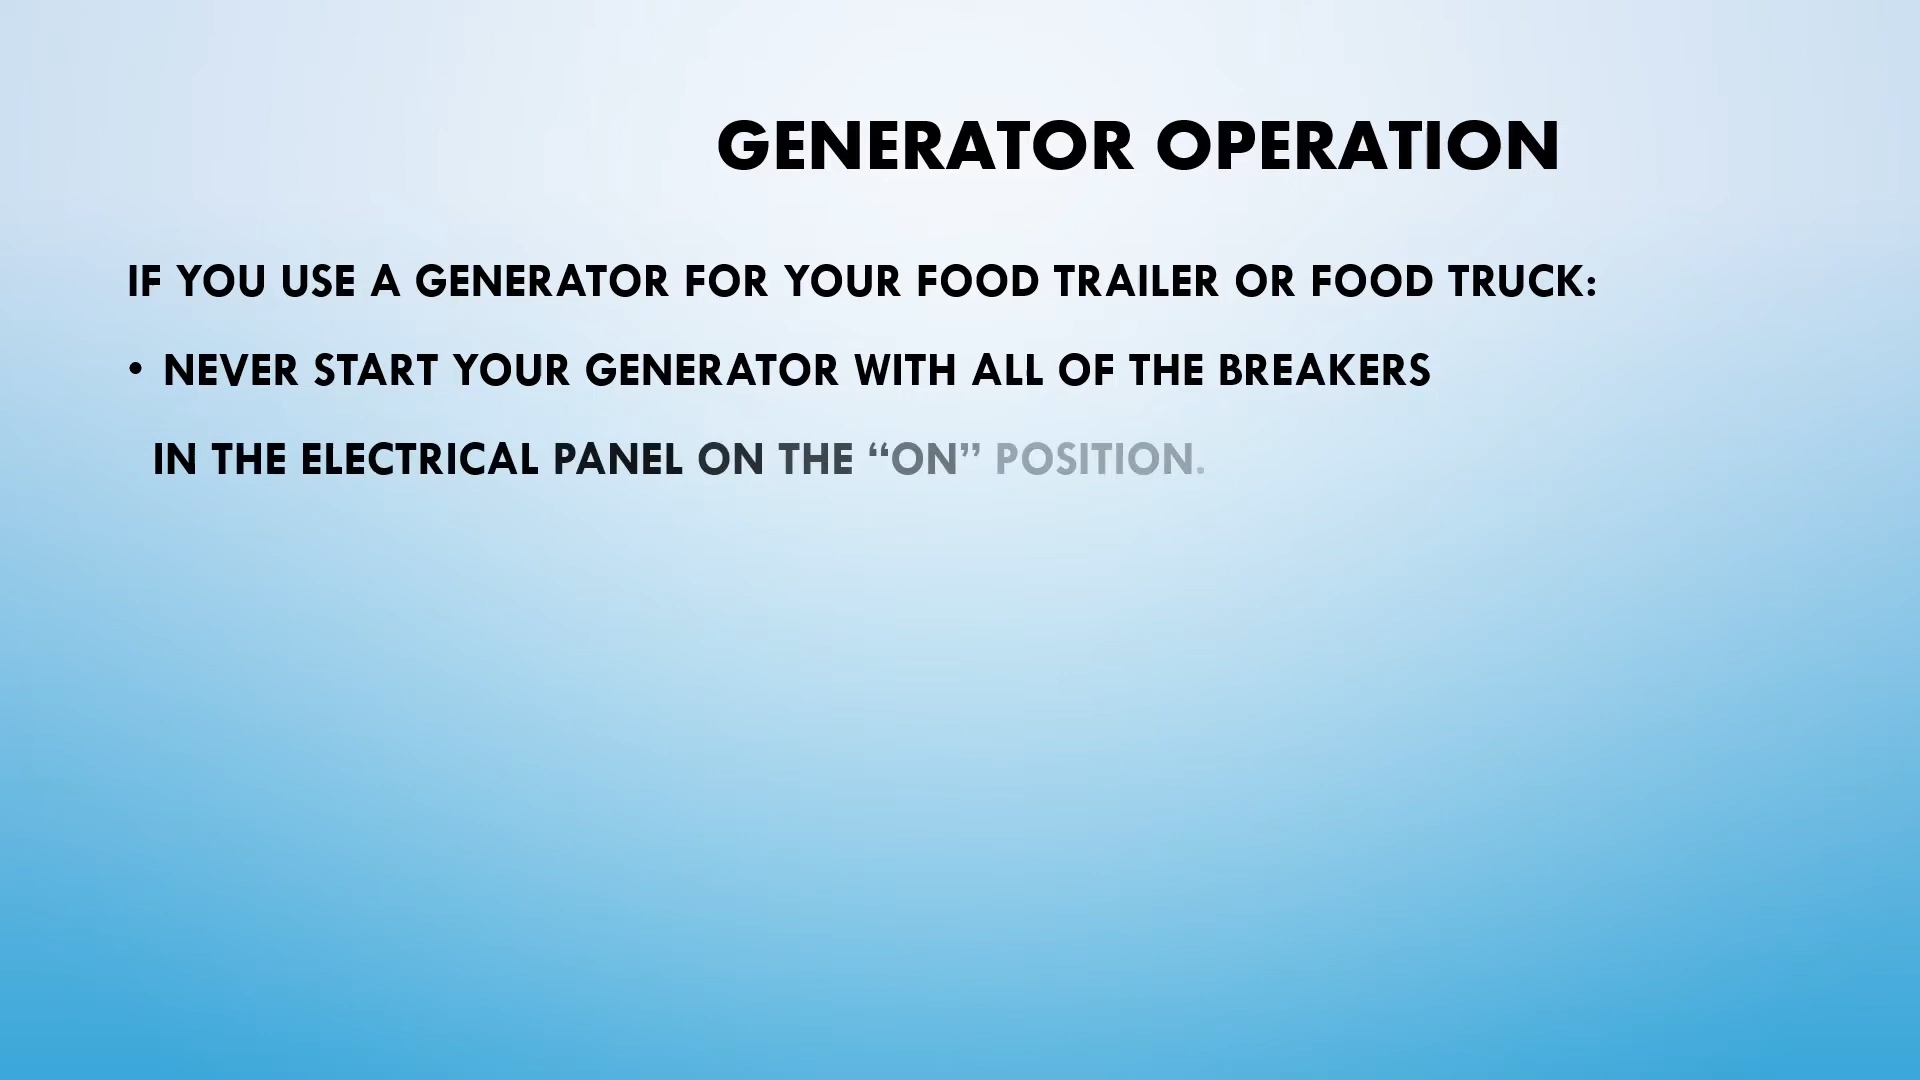 GENERATOR OPERATION
IF YOU USE A GENERATOR FOR YOUR FOOD TRAILER OR FOOD TRUCK:
• NEVER START YOUR GENERATOR WITH ALL OF THE BREAKERS
IN THE ELECTRICAL PANEL ON THE “ON” POSITION.